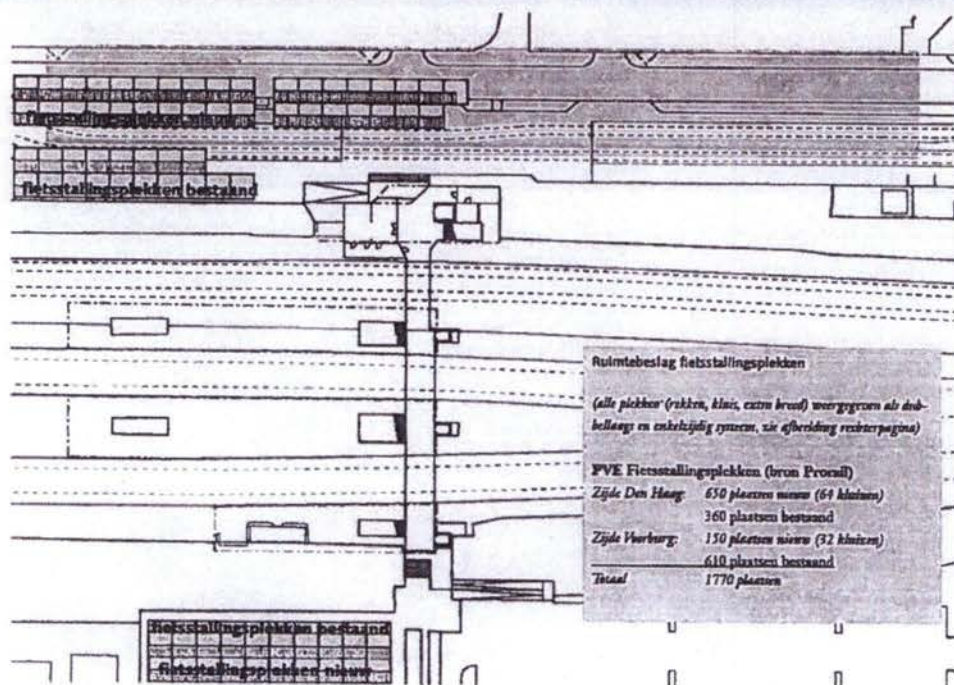 fietsstallingsplekken nieuw
fietsstallingsplekken bestaand
Ruimtebeslag fietsstallingsplekken
(alle plekken (rekken, kluis, extra breed) weergegeven als dub-
bellaags en enkelzijdig systeem, zie afbeelding rechterpagina)
PVE Fietsstallingsplekken (bron Prorail)
Zijde Den Haag: 650 plaatsen nieuw (64 kluizen)
360 plaatsen bestaand
Zijde Voorburg: 150 plaatsen nieuw (32 kluizen)
610 plaatsen bestaand
Totaal 1770 plaatsen
fietsstallingsplekken bestaand
fietsstallingsplekken nieuw